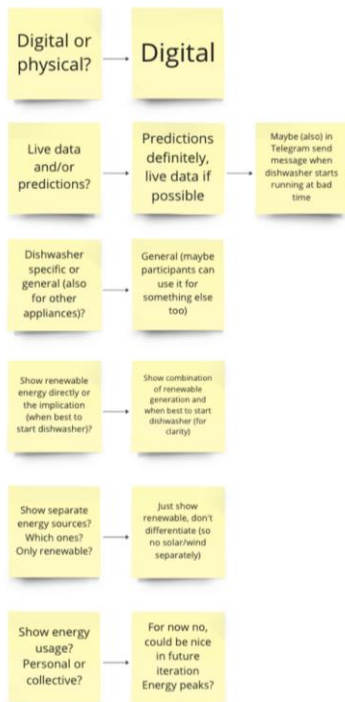 Digital or
physical?
Digital
Live data
and/or
predictions?
Predictions
definitely,
live data if
possible
Maybe (also) in
Telegram send
message when
dishwasher starts
running at bad
time
Dishwasher
specific or
general (also
for other
appliances)?
General (maybe
participants can
use it for
something else
too)
Show renewable
energy directly or
the implication
(when best to
start dishwasher)?
Show combination
of renewable
generation and
when best to start
dishwasher (for
clarity)
Show separate
energy sources?
Which ones?
Only renewable?
Just show
renewable, don't
differentiate (so
no solar/wind
separately)
Show energy
usage?
Personal or
collective?
For now no,
could be nice
in future
iteration
Energy peaks?